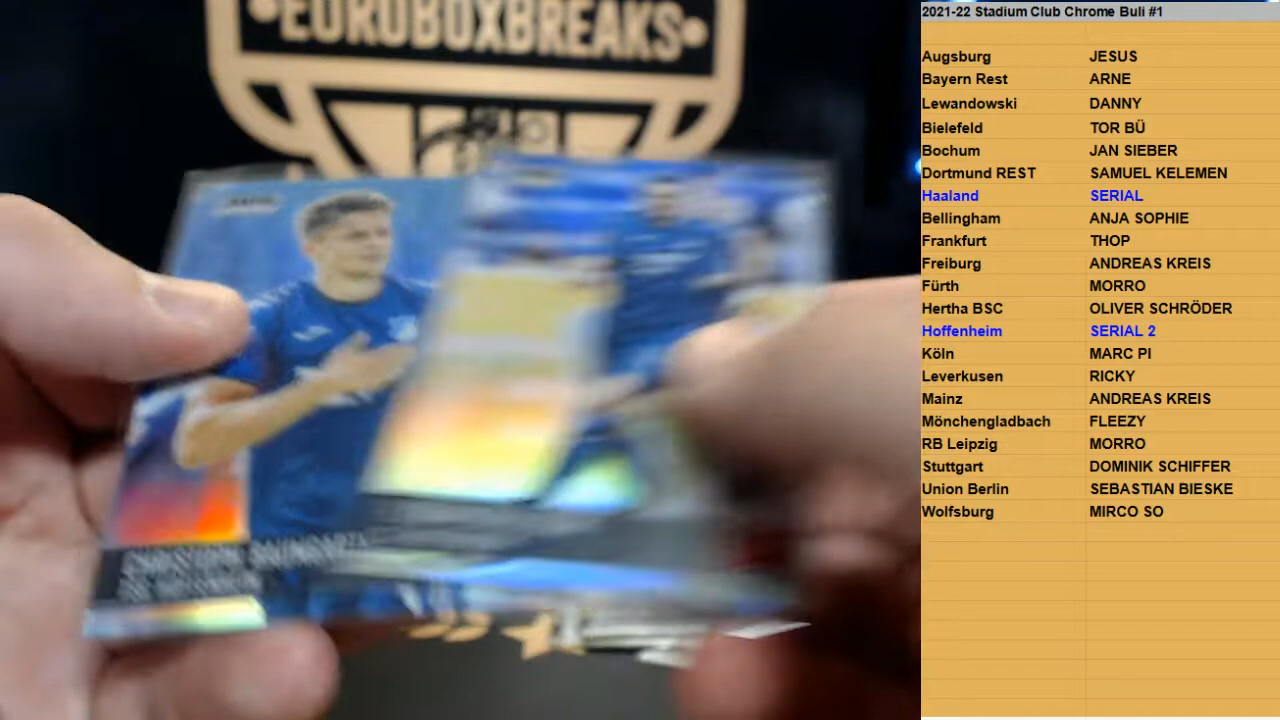 •EUROBOXBREAKS•
CHRISTOPH BAUMGARTNER
2021-22 Stadium Club Chrome Buli #1
Augsburg JESUS
Bayern Rest ARNE
Lewandowski DANNY
Bielefeld TOR BÜ
Bochum JAN SIEBER
Dortmund REST SAMUEL KELEMEN
Haaland SERIAL
Bellingham ANJA SOPHIE
Frankfurt THOP
Freiburg ANDREAS KREIS
Fürth MORRO
Hertha BSC OLIVER SCHRÖDER
Hoffenheim SERIAL 2
Köln MARC PI
Leverkusen RICKY
Mainz ANDREAS KREIS
Mönchengladbach FLEEZY
RB Leipzig MORRO
Stuttgart DOMINIK SCHIFFER
Union Berlin SEBASTIAN BIESKE
Wolfsburg MIRCO SO